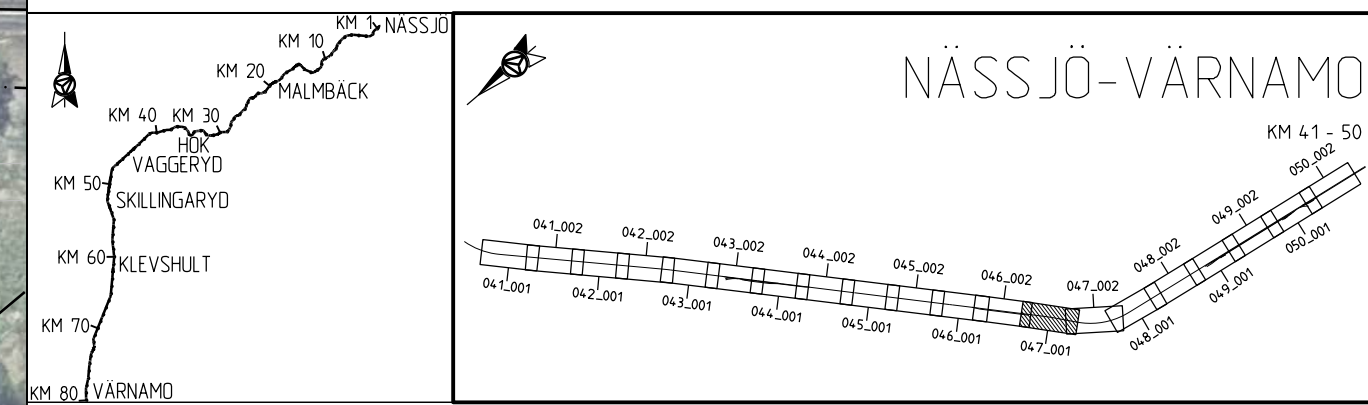 KM 1 NÄSSJÖ
KM 10
KM 20
MALMBÄCK
KM 40 KM 30
HOK
VAGGERYD
KM 50
SKILLINGARYD
KM 60 KLEVSHULT
KM 70
KM 80 VÄRNAMO
NÄSSJÖ-VÄRNAMO
KM 41 - 50
041_002
042_002
043_002
044_002
045_002
046_002
047_002
048_002
049_002
050_002
041_001
042_001
043_001
044_001
045_001
046_001
047_001
048_001
049_001
050_001